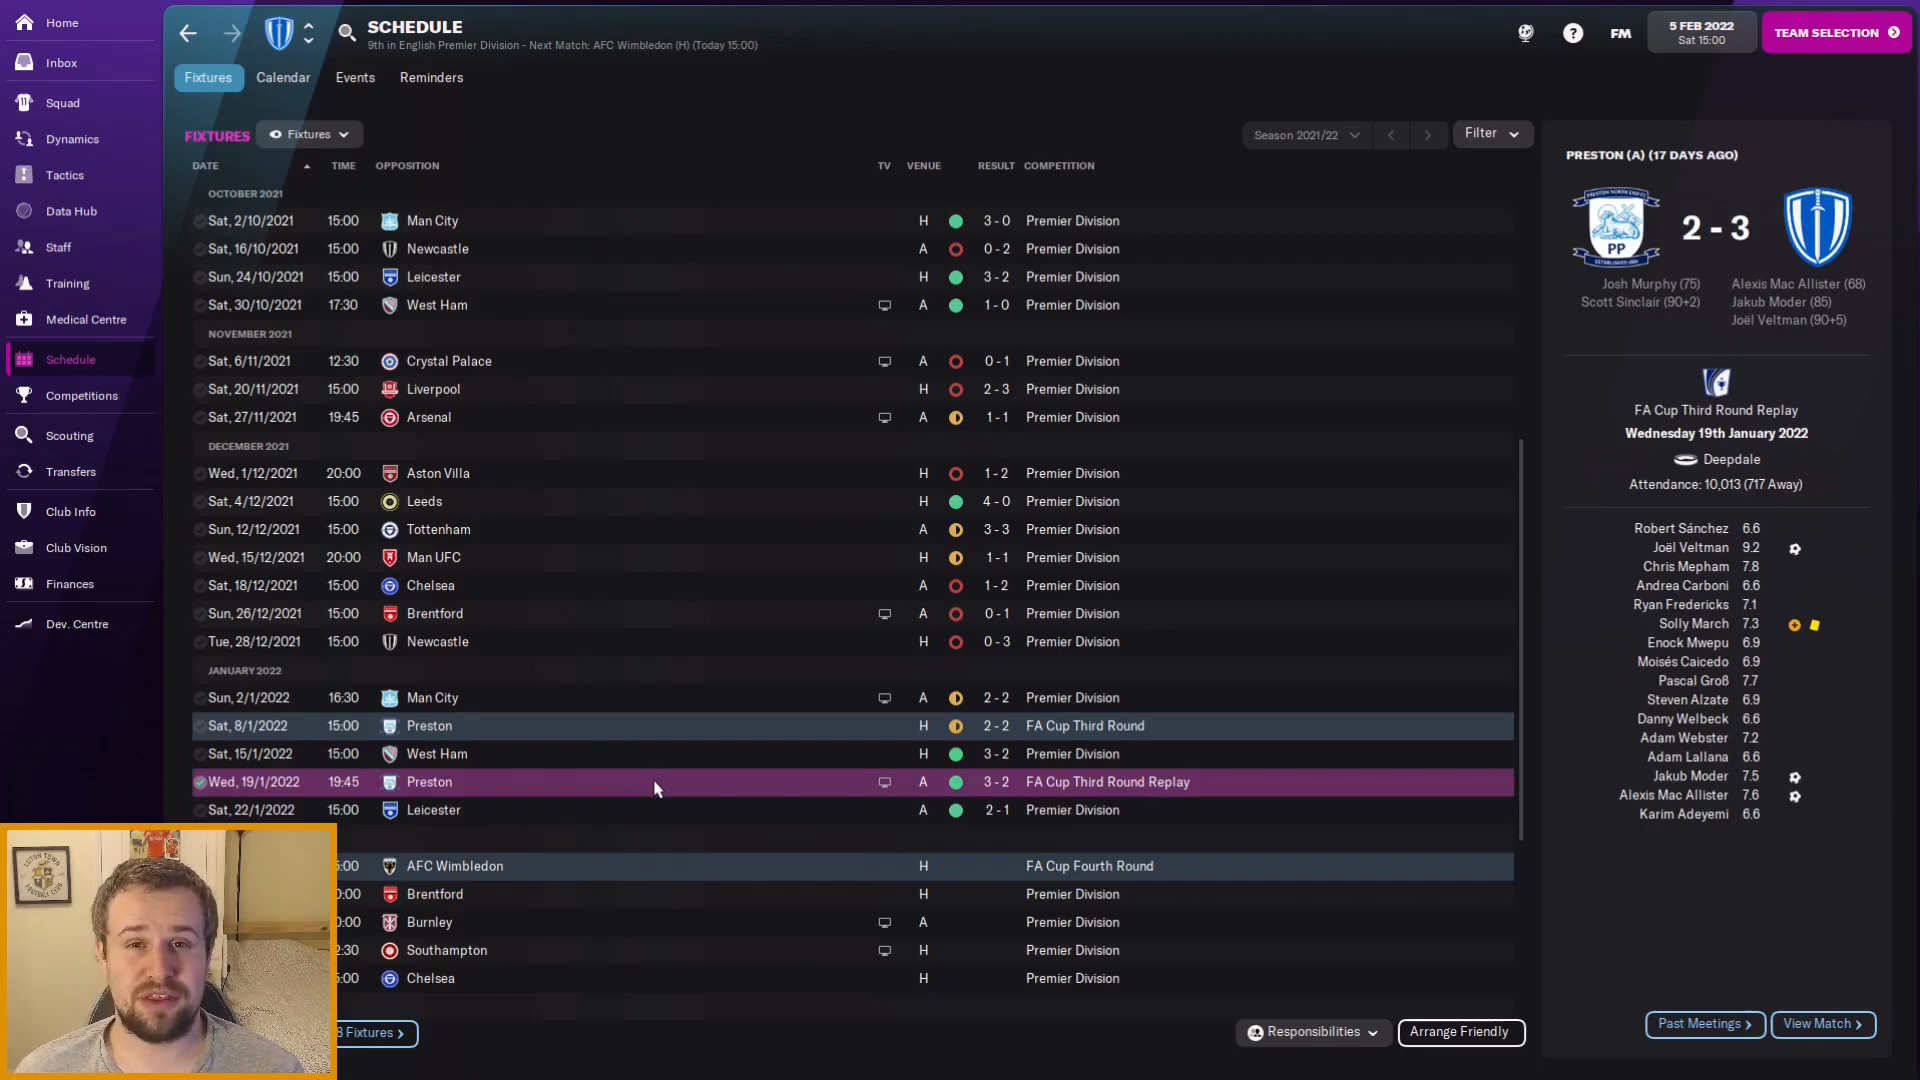 Home
Inbox
Squad
Dynamics
Tactics
Data Hub
Staff
Training
Medical Centre
Schedule
Competitions
Scouting
Transfers
Club Info
Club Vision
Finances
Dev. Centre
SCHEDULE
9th in English Premier Division - Next Match: AFC Wimbledon (H) (Today 15:00)
? FM 5 FEB 2022 Sat 15:00 TEAM SELECTION
Fixtures Calendar Events Reminders
FIXTURES Fixtures Season 2021/22 Filter
DATE TIME OPPOSITION TV VENUE RESULT COMPETITION
OCTOBER 2021
Sat, 2/10/2021 15:00 Man City H 3 - 0 Premier Division
Sat, 16/10/2021 15:00 Newcastle A 0 - 2 Premier Division
Sun, 24/10/2021 15:00 Leicester H 3 - 2 Premier Division
Sat, 30/10/2021 17:30 West Ham A 1 - 0 Premier Division
NOVEMBER 2021
Sat, 6/11/2021 12:30 Crystal Palace A 0 - 1 Premier Division
Sat, 20/11/2021 15:00 Liverpool H 2 - 3 Premier Division
Sat, 27/11/2021 19:45 Arsenal A 1 - 1 Premier Division
DECEMBER 2021
Wed, 1/12/2021 20:00 Aston Villa H 1 - 2 Premier Division
Sat, 4/12/2021 15:00 Leeds H 4 - 0 Premier Division
Sun, 12/12/2021 15:00 Tottenham A 3 - 3 Premier Division
Wed, 15/12/2021 20:00 Man UFC H 1 - 1 Premier Division
Sat, 18/12/2021 15:00 Chelsea A 1 - 2 Premier Division
Sun, 26/12/2021 15:00 Brentford A 0 - 1 Premier Division
Tue, 28/12/2021 15:00 Newcastle H 0 - 3 Premier Division
JANUARY 2022
Sun, 2/1/2022 16:30 Man City A 2 - 2 Premier Division
Sat, 8/1/2022 15:00 Preston H 2 - 2 FA Cup Third Round
Sat, 15/1/2022 15:00 West Ham H 3 - 2 Premier Division
Wed, 19/1/2022 19:45 Preston A 3 - 2 FA Cup Third Round Replay
Sat, 22/1/2022 15:00 Leicester A 2 - 1 Premier Division
5:00 AFC Wimbledon H FA Cup Fourth Round
0:00 Brentford H Premier Division
0:00 Burnley A Premier Division
2:30 Southampton H Premier Division
5:00 Chelsea H Premier Division
8 Fixtures Responsibilities Arrange Friendly
PRESTON (A) (17 DAYS AGO)
PP
2 - 3
Josh Murphy (75) Alexis Mac Allister (68)
Scott Sinclair (90+2) Jakub Moder (85)
Joël Veltman (90+5)
FA Cup Third Round Replay
Wednesday 19th January 2022
Deepdale
Attendance: 10,013 (717 Away)
Robert Sánchez 6.6
Joël Veltman 9.2
Chris Mepham 7.8
Andrea Carboni 6.6
Ryan Fredericks 7.1
Solly March 7.3
Enock Mwepu 6.9
Moisés Caicedo 6.9
Pascal Groß 7.7
Steven Alzate 6.9
Danny Welbeck 6.6
Adam Webster 7.2
Adam Lallana 6.6
Jakub Moder 7.5
Alexis Mac Allister 7.6
Karim Adeyemi 6.6
Past Meetings View Match
LUTON TOWN
FOOTBALL CLUB